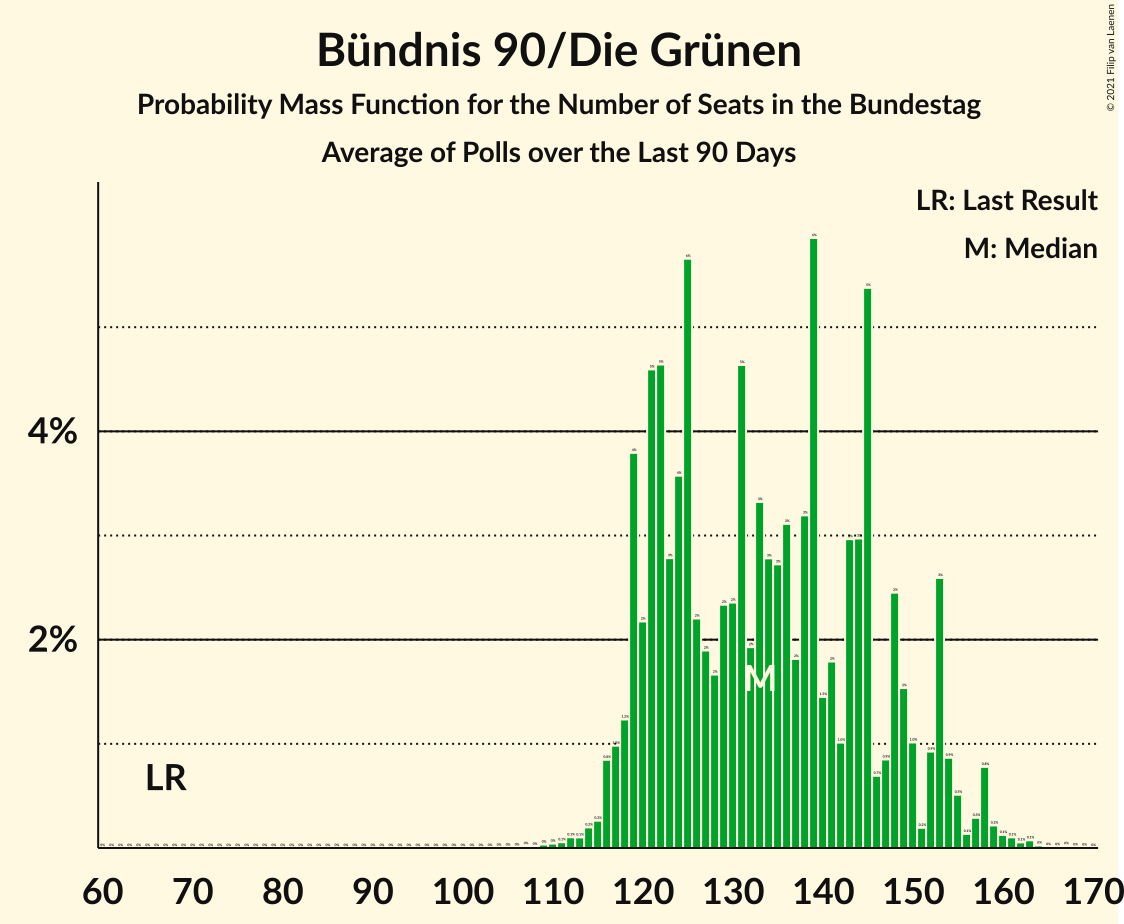 Bündnis 90/Die Grünen
Probability Mass Function for the Number of Seats in the Bundestag
Average of Polls over the Last 90 Days
© 2021 Filip van Laenen
LR: Last Result
M: Median
4%
2%
LR
M
60 70 80 90 100 110 120 130 140 150 160 170